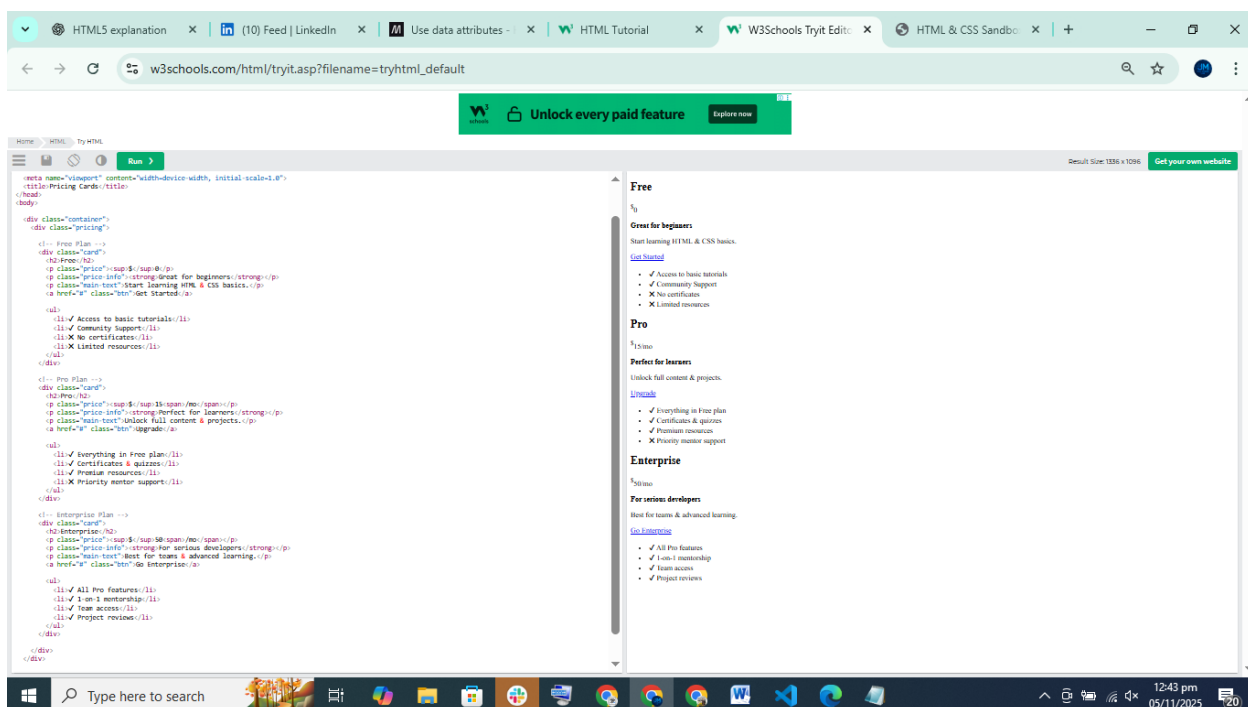 HTML5 explanation
(10) Feed | LinkedIn
Use data attributes -
HTML Tutorial
W3Schools Tryit Edito
HTML & CSS Sandbo
w3schools.com/html/tryit.asp?filename=tryhtml_default
JM
W3 schools Unlock every paid feature Explore now
Home HTML Try HTML
Run ❯ Result Size: 1336 x 1096 Get your own website
<meta name="viewport" content="width=device-width, initial-scale=1.0">
<title>Pricing Cards</title>
</head>
<body>
<div class="container">
<div class="pricing">
<!-- Free Plan -->
<div class="card">
<h2>Free</h2>
<p class="price"><sup>$</sup>0</p>
<p class="price-info"><strong>Great for beginners</strong></p>
<p class="main-text">Start learning HTML & CSS basics.</p>
<a href="#" class="btn">Get Started</a>
<ul>
<li>✔ Access to basic tutorials</li>
<li>✔ Community Support</li>
<li>✖ No certificates</li>
<li>✖ Limited resources</li>
</ul>
</div>
<!-- Pro Plan -->
<div class="card">
<h2>Pro</h2>
<p class="price"><sup>$</sup>15<span>/mo</span></p>
<p class="price-info"><strong>Perfect for learners</strong></p>
<p class="main-text">Unlock full content & projects.</p>
<a href="#" class="btn">Upgrade</a>
<ul>
<li>✔ Everything in Free plan</li>
<li>✔ Certificates & quizzes</li>
<li>✔ Premium resources</li>
<li>✖ Priority mentor support</li>
</ul>
</div>
<!-- Enterprise Plan -->
<div class="card">
<h2>Enterprise</h2>
<p class="price"><sup>$</sup>50<span>/mo</span></p>
<p class="price-info"><strong>For serious developers</strong></p>
<p class="main-text">Best for teams & advanced learning.</p>
<a href="#" class="btn">Go Enterprise</a>
<ul>
<li>✔ All Pro features</li>
<li>✔ 1-on-1 mentorship</li>
<li>✔ Team access</li>
<li>✔ Project reviews</li>
</ul>
</div>
</div>
</div>
Free
$0
Great for beginners
Start learning HTML & CSS basics.
Get Started
• ✔ Access to basic tutorials
• ✔ Community Support
• ✖ No certificates
• ✖ Limited resources
Pro
$15/mo
Perfect for learners
Unlock full content & projects.
Upgrade
• ✔ Everything in Free plan
• ✔ Certificates & quizzes
• ✔ Premium resources
• ✖ Priority mentor support
Enterprise
$50/mo
For serious developers
Best for teams & advanced learning.
Go Enterprise
• ✔ All Pro features
• ✔ 1-on-1 mentorship
• ✔ Team access
• ✔ Project reviews
Type here to search
12:43 pm
05/11/2025
20